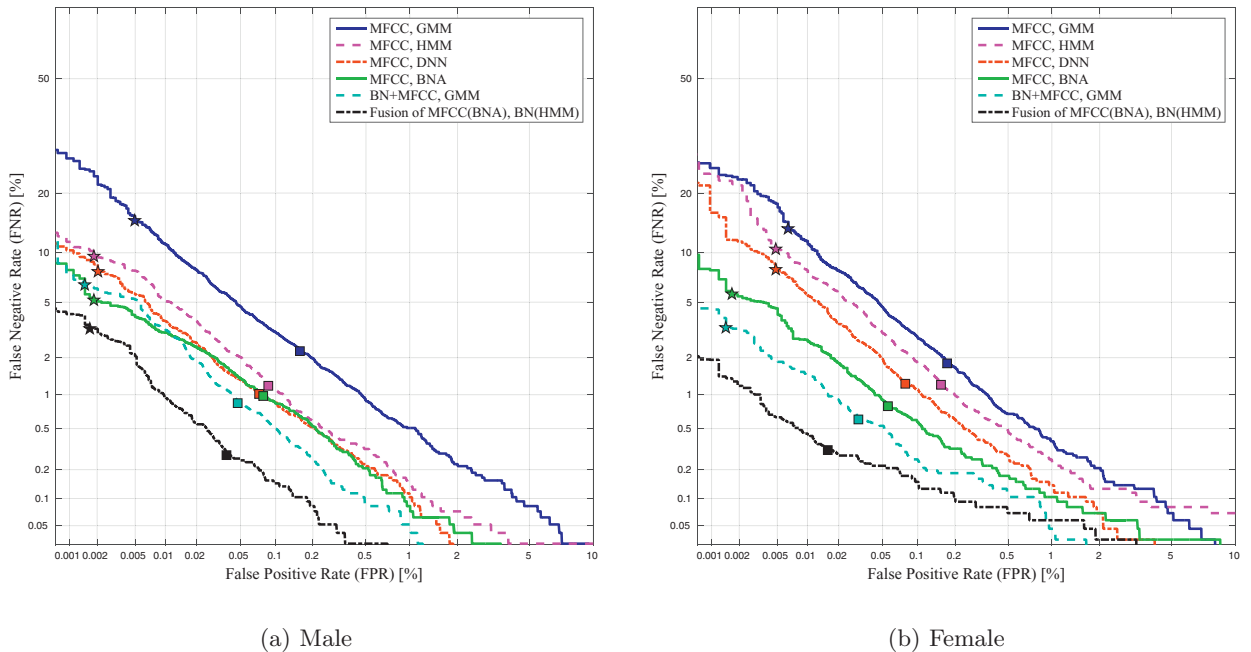 MFCC, GMM
MFCC, HMM
MFCC, DNN
MFCC, BNA
BN+MFCC, GMM
Fusion of MFCC(BNA), BN(HMM)
False Negative Rate (FNR) [%]
50
20
10
5
2
1
0.5
0.2
0.1
0.05
0.001 0.002 0.005 0.01 0.02 0.05 0.1 0.2 0.5 1 2 5 10
False Positive Rate (FPR) [%]
(a) Male
MFCC, GMM
MFCC, HMM
MFCC, DNN
MFCC, BNA
BN+MFCC, GMM
Fusion of MFCC(BNA), BN(HMM)
False Negative Rate (FNR) [%]
50
20
10
5
2
1
0.5
0.2
0.1
0.05
0.001 0.002 0.005 0.01 0.02 0.05 0.1 0.2 0.5 1 2 5 10
False Positive Rate (FPR) [%]
(b) Female